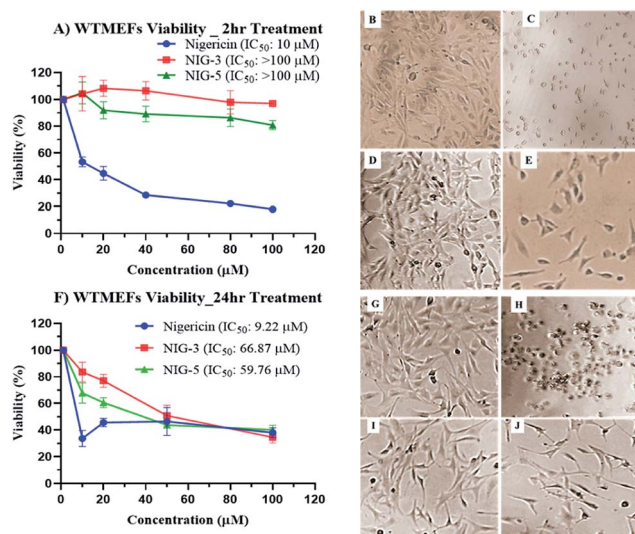 A) WTMEFs Viability _ 2hr Treatment
Nigericin (IC50: 10 µM)
NIG-3 (IC50: >100 µM)
NIG-5 (IC50: >100 µM)
120
100
80
60
40
20
0
Viability (%)
0 20 40 60 80 100 120
Concentration (µM)
F) WTMEFs Viability_24hr Treatment
Nigericin (IC50: 9.22 µM)
NIG-3 (IC50: 66.87 µM)
NIG-5 (IC50: 59.76 µM)
120
100
80
60
40
20
0
Viability (%)
0 20 40 60 80 100 120
Concentration (µM)
B
C
D
E
G
H
I
J